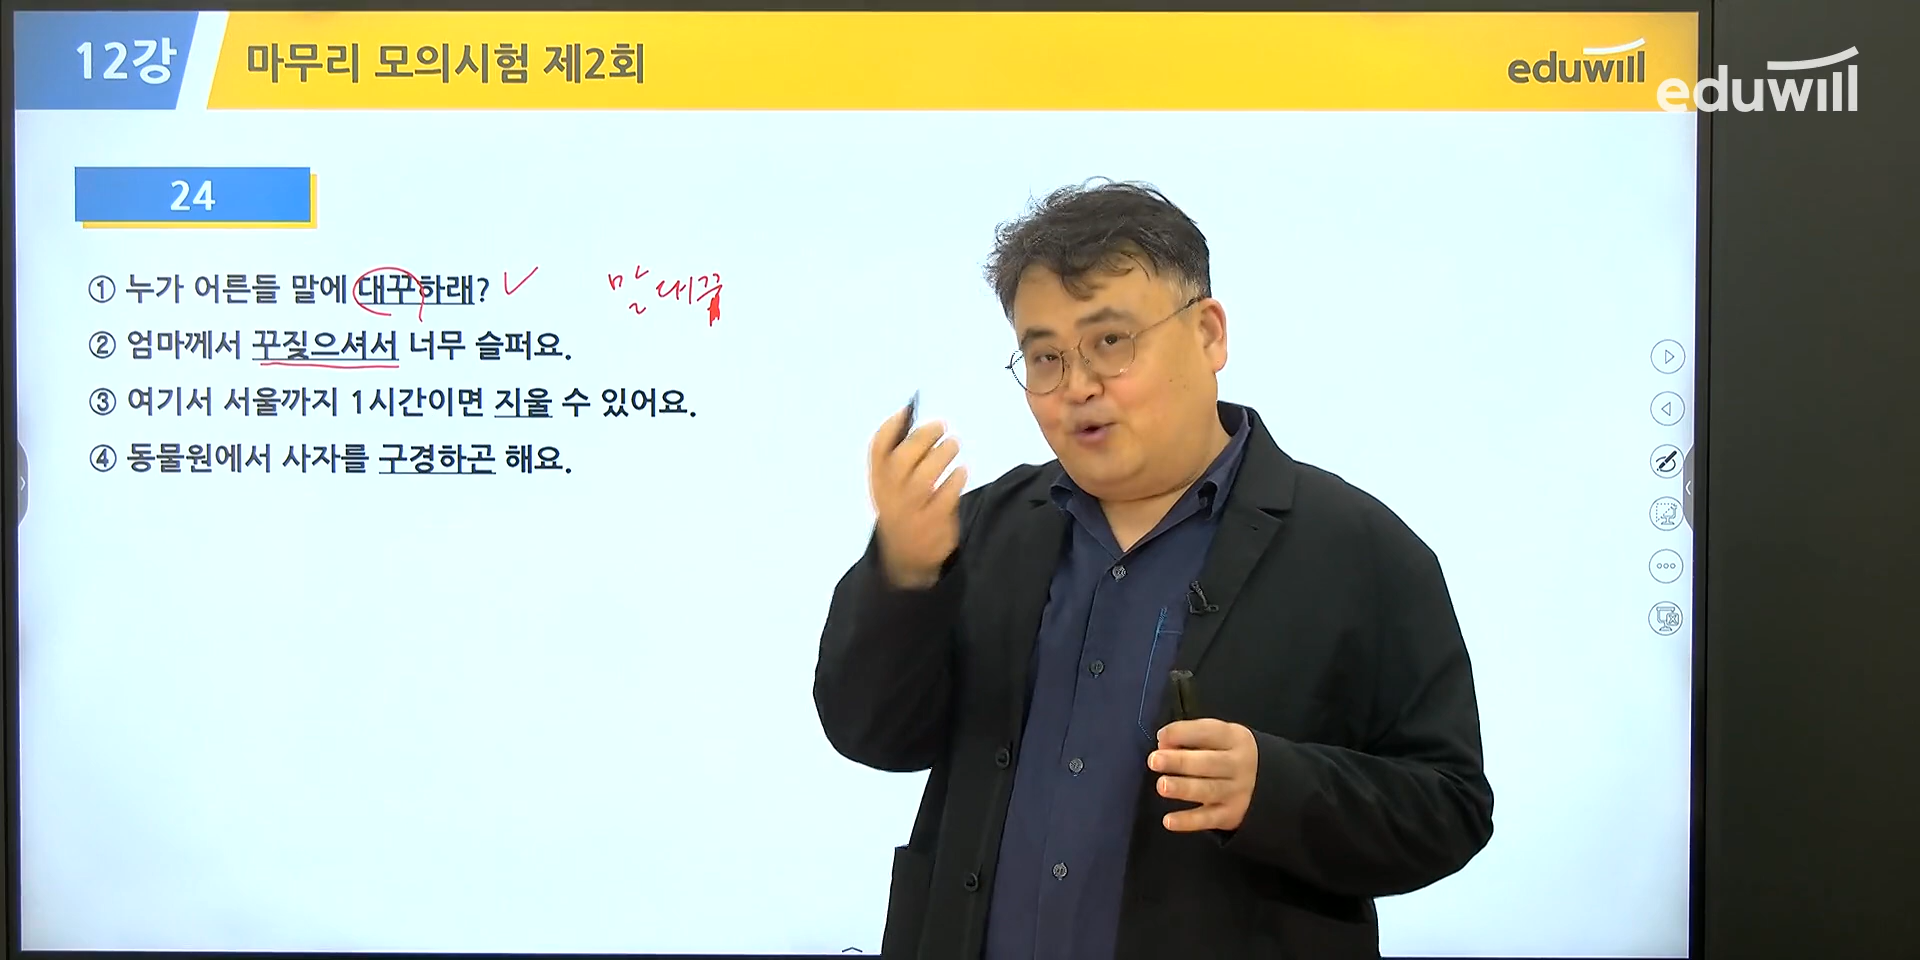 12강 마무리 모의시험 제2회 eduwill eduwill
24
① 누가 어른들 말에 대꾸하래? 말대꾸
② 엄마께서 꾸짖으셔서 너무 슬퍼요.
③ 여기서 서울까지 1시간이면 지울 수 있어요.
④ 동물원에서 사자를 구경하곤 해요.